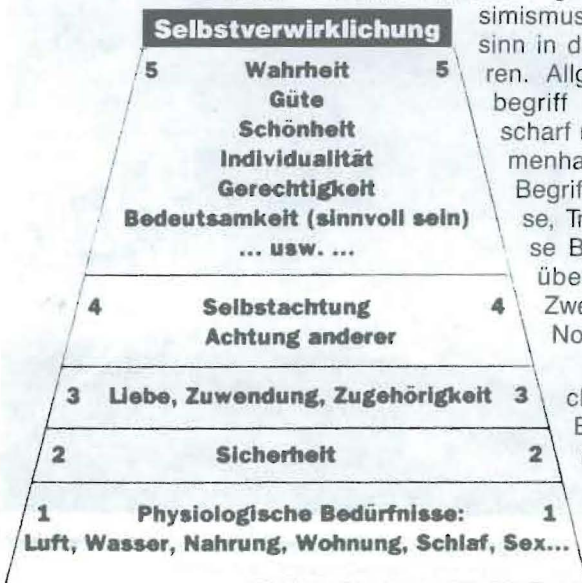 Selbstverwirklichung
5 Wahrheit 5
Güte
Schönheit
Individualität
Gerechtigkeit
Bedeutsamkeit (sinnvoll sein)
... usw. ...
4 Selbstachtung 4
Achtung anderer
3 Liebe, Zuwendung, Zugehörigkeit 3
2 Sicherheit 2
1 Physiologische Bedürfnisse: 1
Luft, Wasser, Nahrung, Wohnung, Schlaf, Sex...
simismus
sinn in d
ren. Allg
begriff
scharf
menha
Begrif
se, Tr
se B
übe
Zwe
No